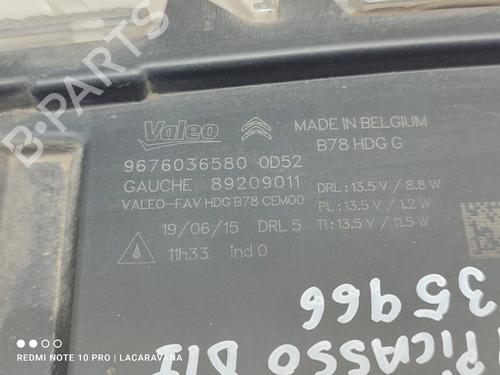 Valeo
MADE IN BELGIUM
B78 HDG G
9676036580 0D52
GAUCHE 89209011
VALEO-FAV HDG B78 CEM00
DRL : 13.5 V / 8.8 W
PL : 13.5 V / 1.2 W
TI : 13.5 V / 11.5 W
19/06/15 DRL 5
11h33 ind 0
35966
PICASSO DIT
B-Parts
REDMI NOTE 10 PRO | LACARAVANA